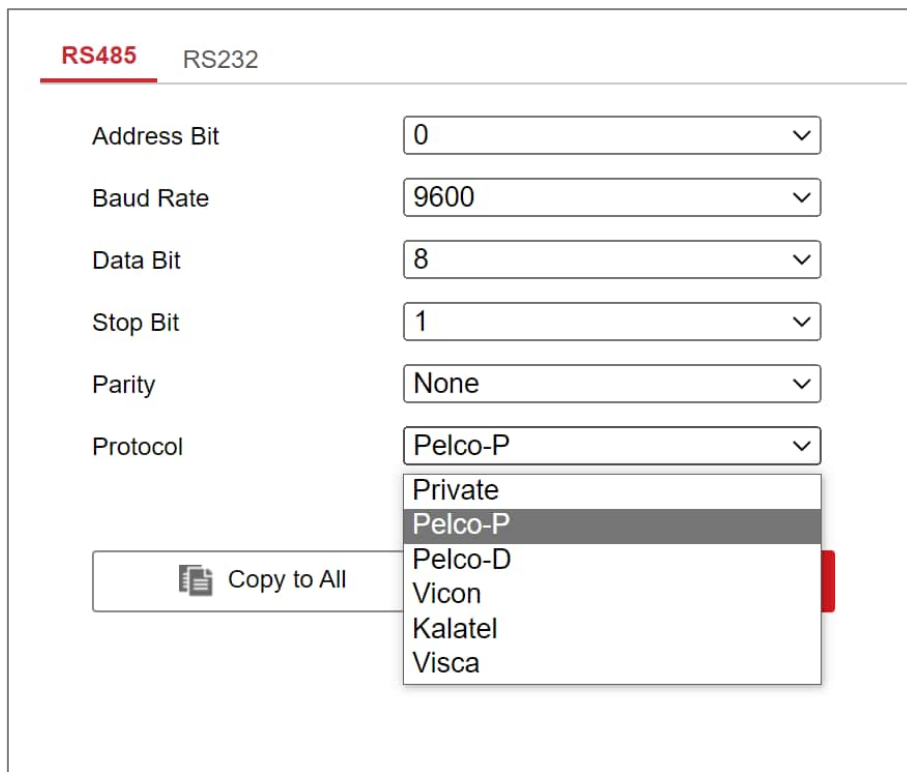 RS485 RS232
Address Bit 0
Baud Rate 9600
Data Bit 8
Stop Bit 1
Parity None
Protocol Pelco-P
Private
Pelco-P
Pelco-D
Copy to All
Vicon
Kalatel
Visca